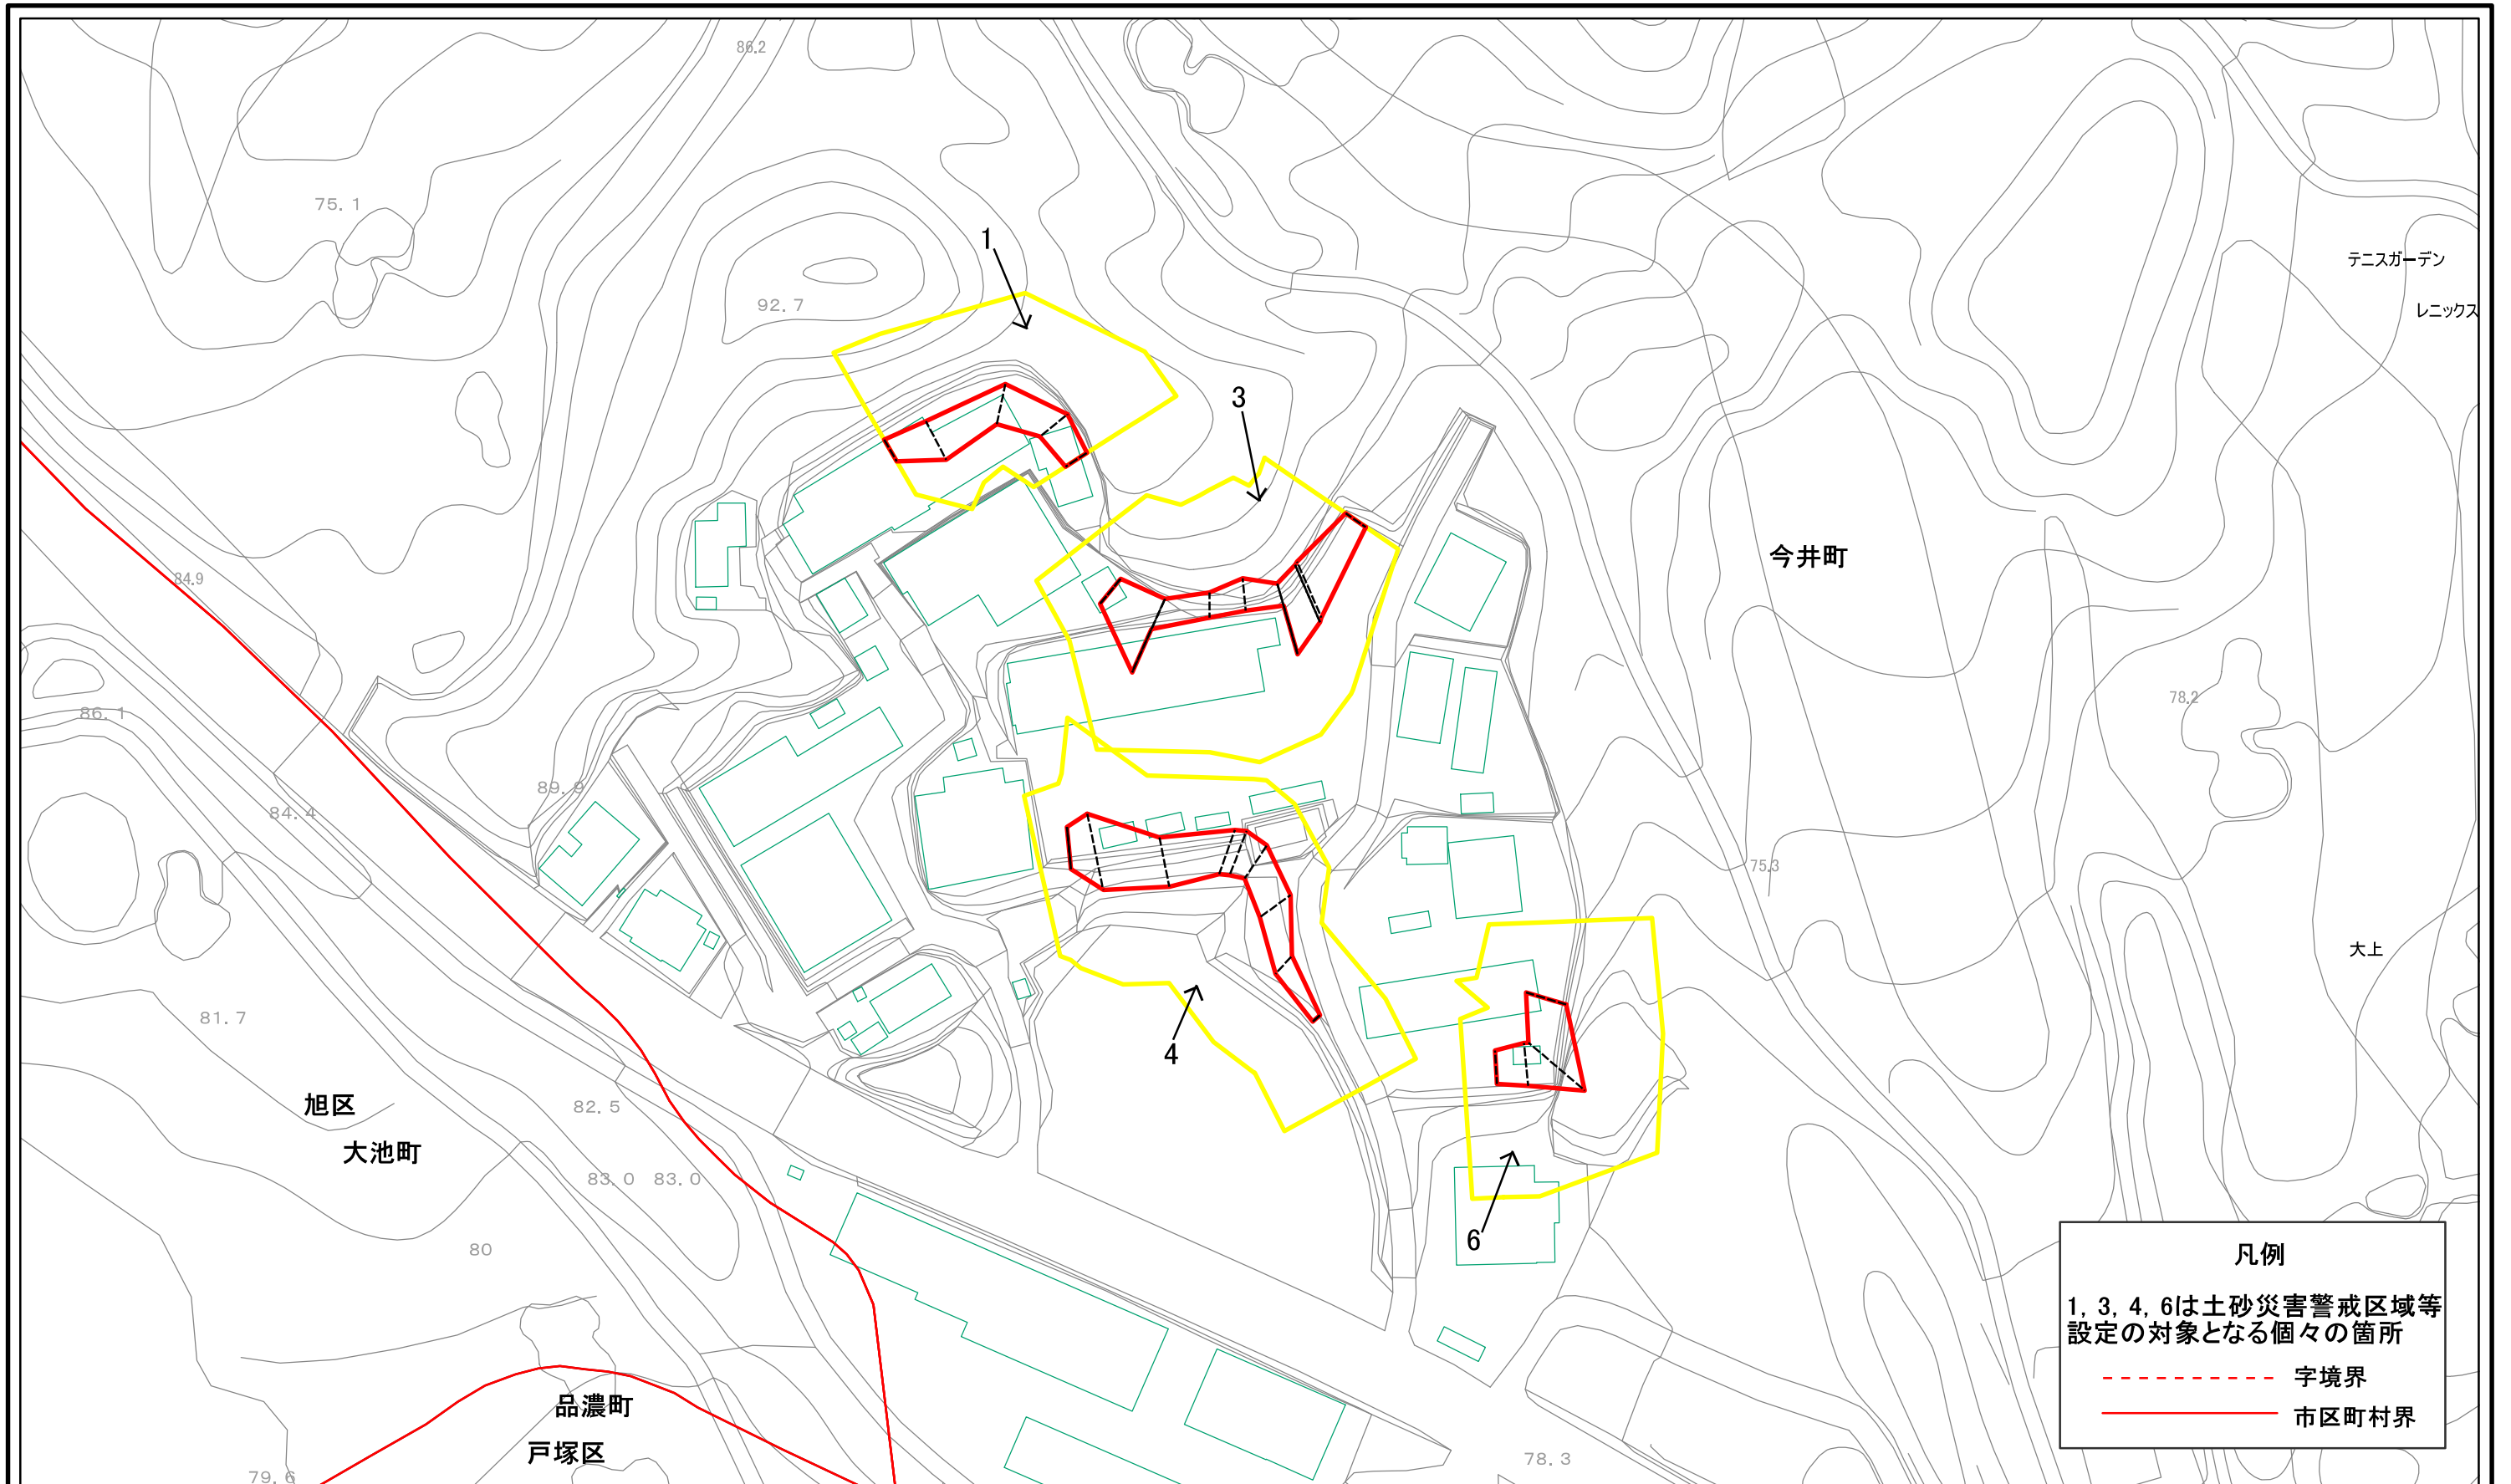 86.2
75.1
1
テニスガーデン
92.7
レニックス
3
今井町
84.9
78.2
86.1
89.9
84.4
75.3
大上
81.7
4
旭区
82.5
大池町
83.0 83.0
6
80
凡例
1, 3, 4, 6は土砂災害警戒区域等
設定の対象となる個々の箇所
字境界
品濃町
市区町村界
戸塚区
78.3
79.6